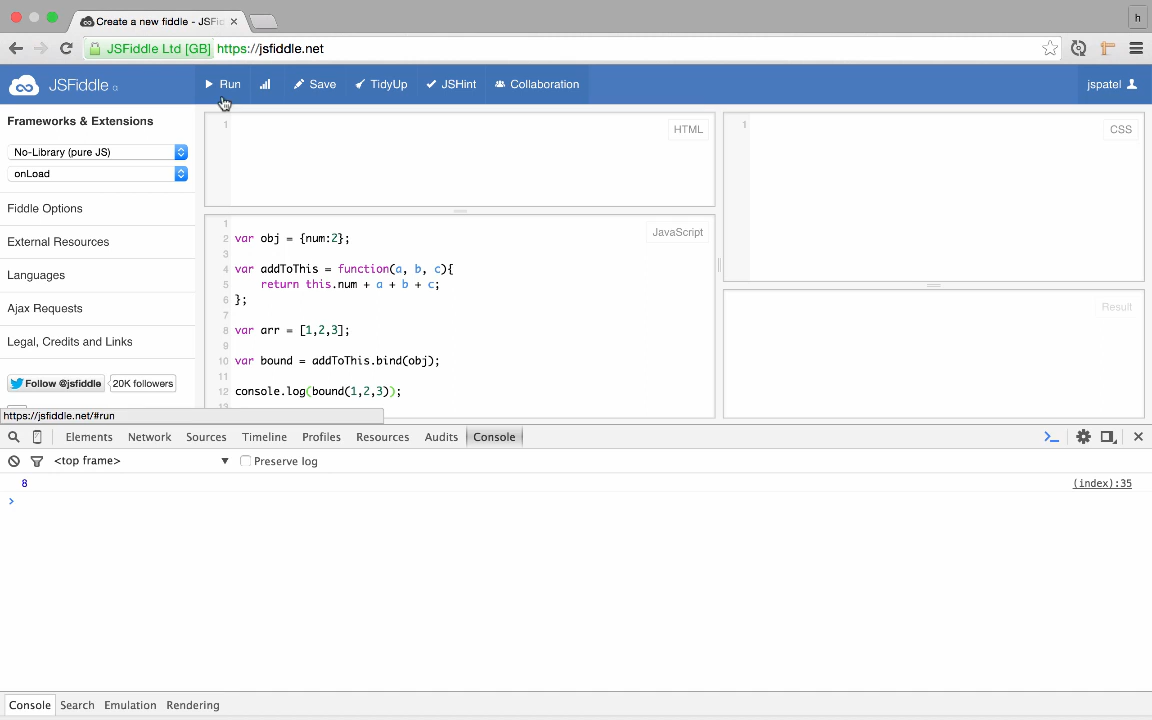 Create a new fiddle - JSFid
h
JSFiddle Ltd [GB] https://jsfiddle.net
JSFiddle α
Run
Save
TidyUp
JSHint
Collaboration
jspatel
Frameworks & Extensions
No-Library (pure JS)
onLoad
Fiddle Options
External Resources
Languages
Ajax Requests
Legal, Credits and Links
Follow @jsfiddle 20K followers
https://jsfiddle.net/#run
1
HTML
1
CSS
JavaScript
Result
1
2 var obj = {num:2};
3
4 var addToThis = function(a, b, c){
5 return this.num + a + b + c;
6 };
7
8 var arr = [1,2,3];
9
10 var bound = addToThis.bind(obj);
11
12 console.log(bound(1,2,3));
13
Elements Network Sources Timeline Profiles Resources Audits Console
<top frame> Preserve log
8 (index):35
Console Search Emulation Rendering